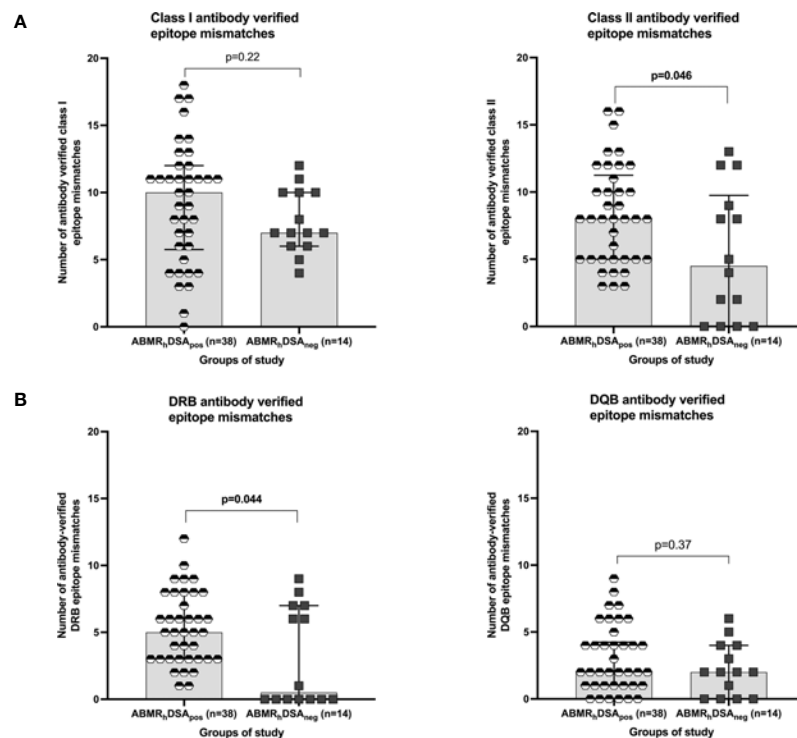 A
Class I antibody verified
epitope mismatches
p=0.22
Number of antibody verified class I
epitope mismatches
20
15
10
5
0
ABMRhDSApos (n=38)
ABMRhDSAneg (n=14)
Groups of study
Class II antibody verified
epitope mismatches
p=0.046
Number of antibody verified class II
epitope mismatches
20
15
10
5
0
ABMRhDSApos (n=38)
ABMRhDSAneg (n=14)
Groups of study
B
DRB antibody verified
epitope mismatches
p=0.044
Number of antibody-verified
DRB epitope mismatches
20
15
10
5
0
ABMRhDSApos (n=38)
ABMRhDSAneg (n=14)
Groups of study
DQB antibody verified
epitope mismatches
p=0.37
Number of antibody-verified
DQB epitope mismatches
20
15
10
5
0
ABMRhDSApos (n=38)
ABMRhDSAneg (n=14)
Groups of study